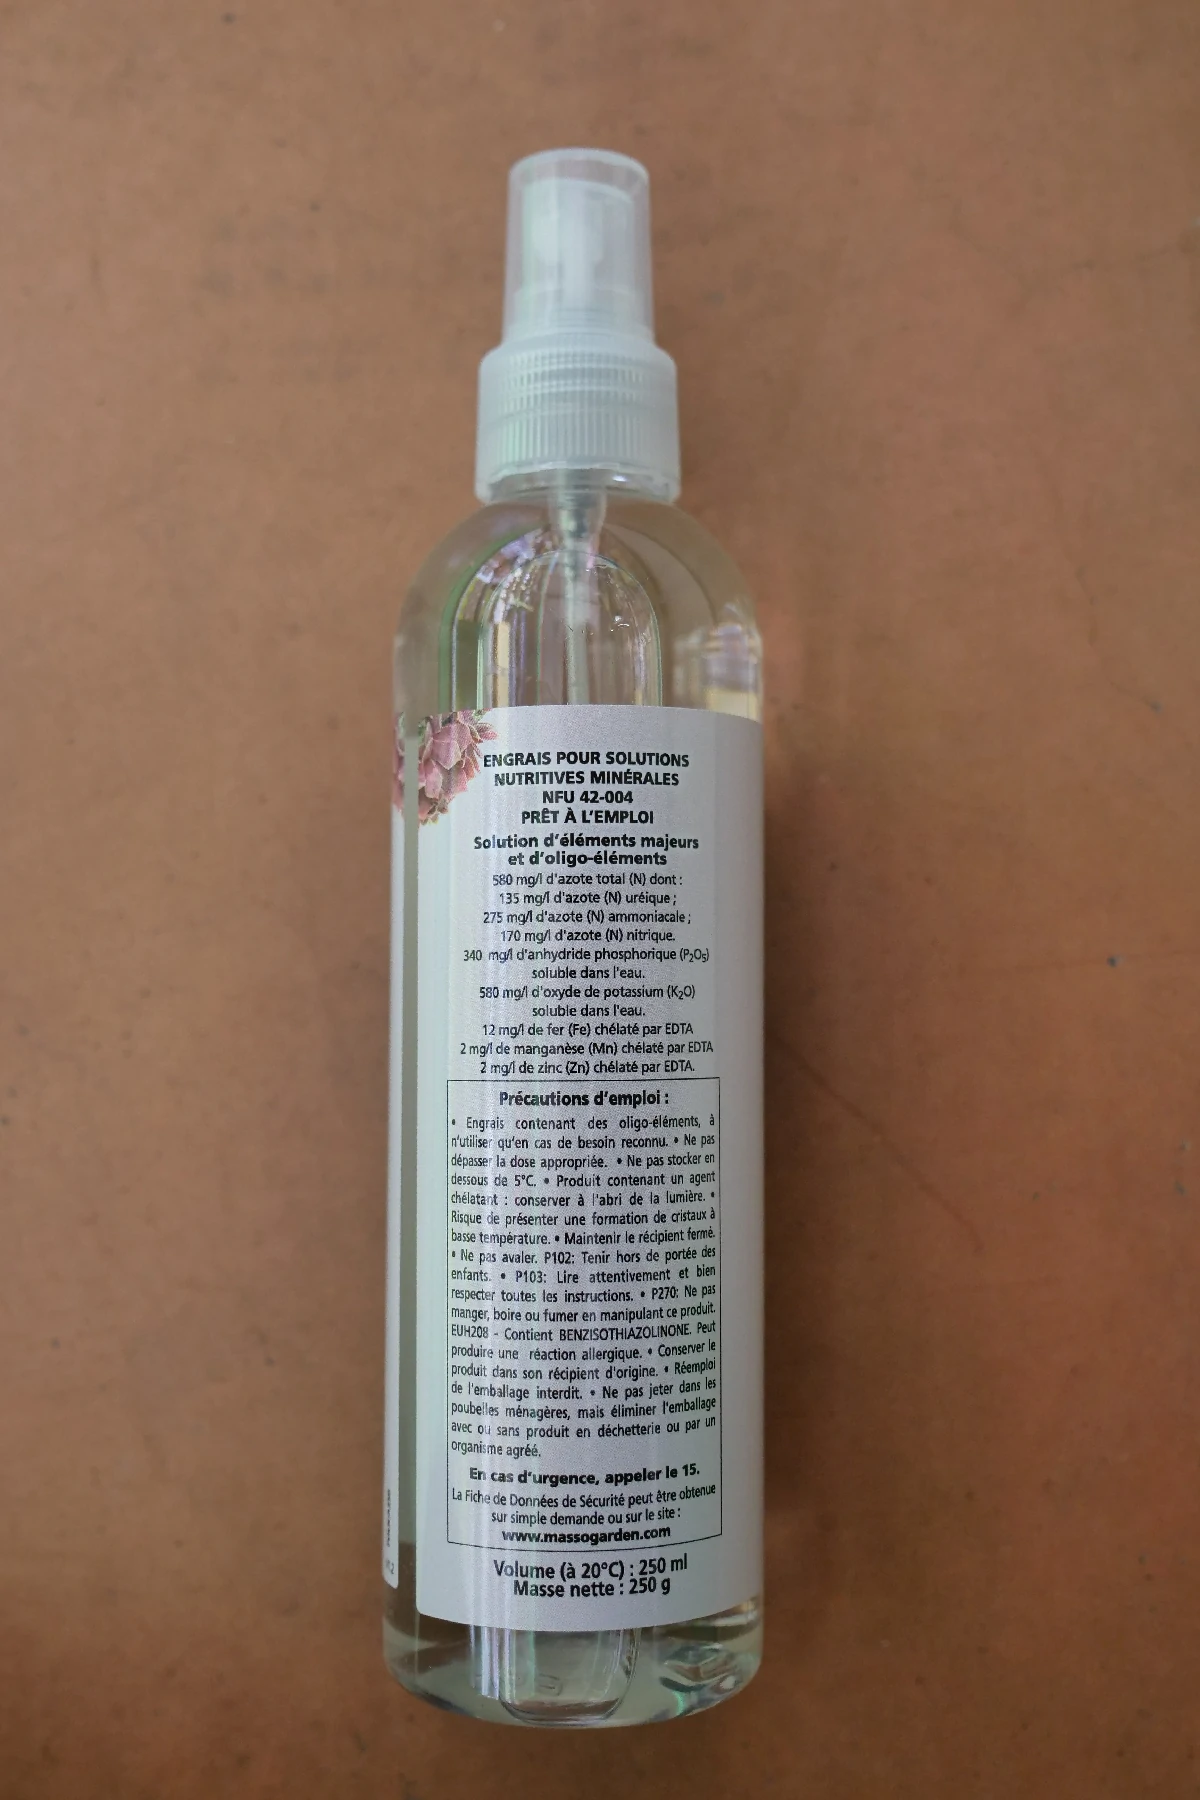 ENGRAIS POUR SOLUTIONS
NUTRITIVES MINÉRALES
NFU 42-004
PRÊT À L'EMPLOI
Solution d'éléments majeurs
et d'oligo-éléments
580 mg/l d'azote total (N) dont :
135 mg/l d'azote (N) uréique ;
275 mg/l d'azote (N) ammoniacale ;
170 mg/l d'azote (N) nitrique.
340 mg/l d'anhydride phosphorique (P₂O₅)
soluble dans l'eau.
580 mg/l d'oxyde de potassium (K₂O)
soluble dans l'eau.
12 mg/l de fer (Fe) chélaté par EDTA
2 mg/l de manganèse (Mn) chélaté par EDTA
2 mg/l de zinc (Zn) chélaté par EDTA.
Précautions d'emploi :
• Engrais contenant des oligo-éléments, à
n'utiliser qu'en cas de besoin reconnu. • Ne pas
dépasser la dose appropriée. • Ne pas stocker en
dessous de 5°C. • Produit contenant un agent
chélatant : conserver à l'abri de la lumière. •
Risque de présenter une formation de cristaux à
basse température. • Maintenir le récipient fermé.
• Ne pas avaler. P102: Tenir hors de portée des
enfants. • P103: Lire attentivement et bien
respecter toutes les instructions. • P270: Ne pas
manger, boire ou fumer en manipulant ce produit.
EUH208 - Contient BENZISOTHIAZOLINONE. Peut
produire une réaction allergique. • Conserver le
produit dans son récipient d'origine. • Réemploi
de l'emballage interdit. • Ne pas jeter dans les
poubelles ménagères, mais éliminer l'emballage
avec ou sans produit en déchetterie ou par un
organisme agréé.
En cas d'urgence, appeler le 15.
La Fiche de Données de Sécurité peut être obtenue
sur simple demande ou sur le site :
www.massogarden.com
Volume (à 20°C) : 250 ml
Masse nette : 250 g